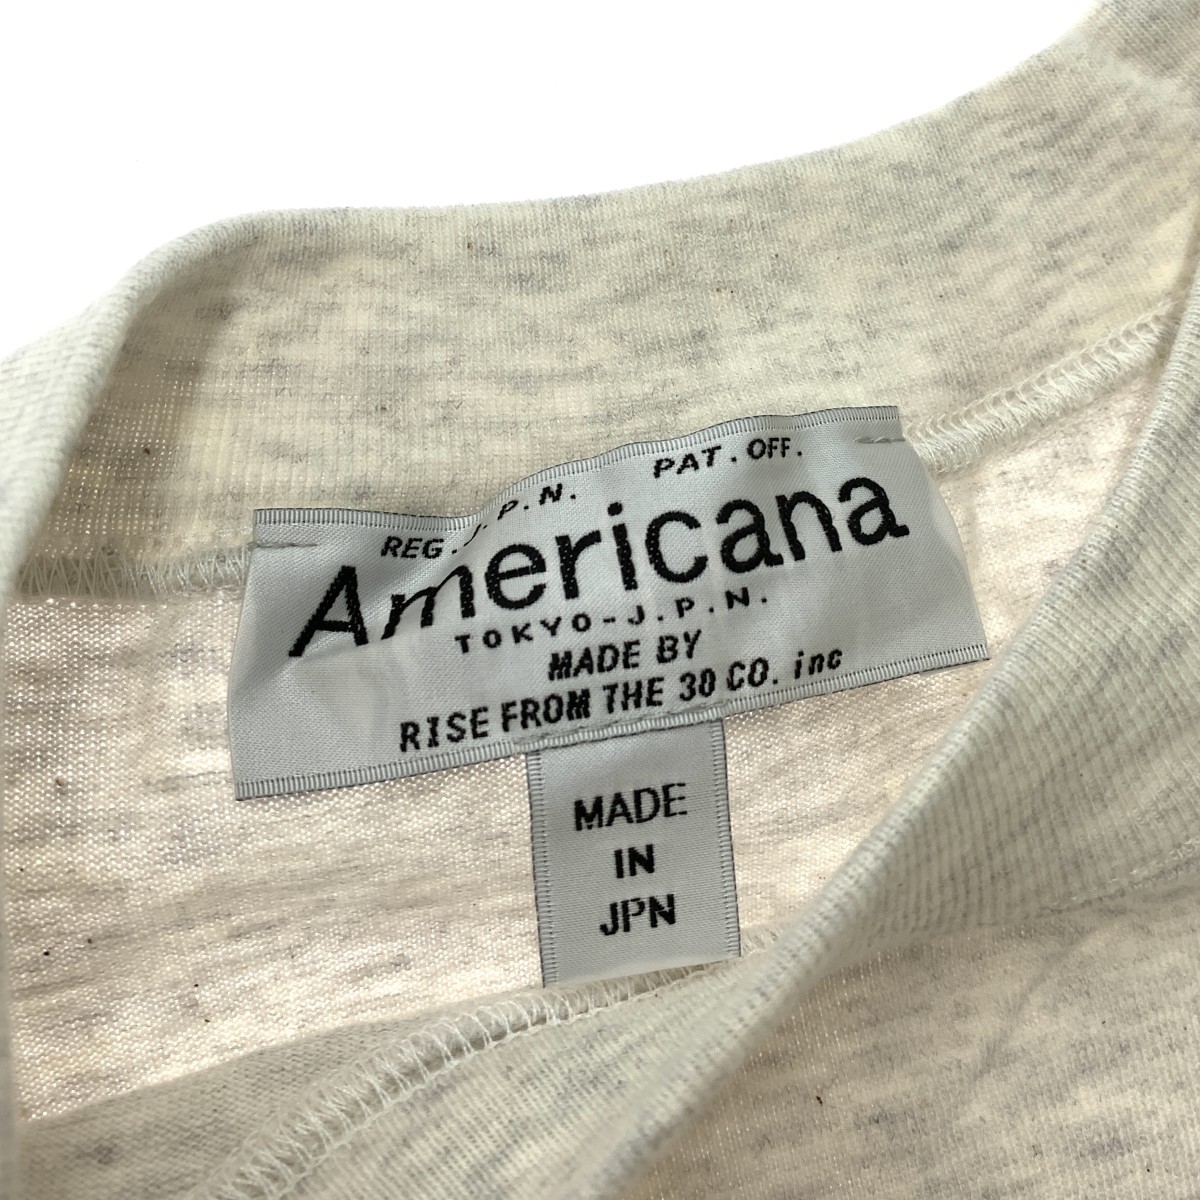 REG. J.P.N. PAT. OFF.
Americana
TOKYO-J.P.N.
MADE BY
RISE FROM THE 30 CO. inc
MADE
IN
JPN